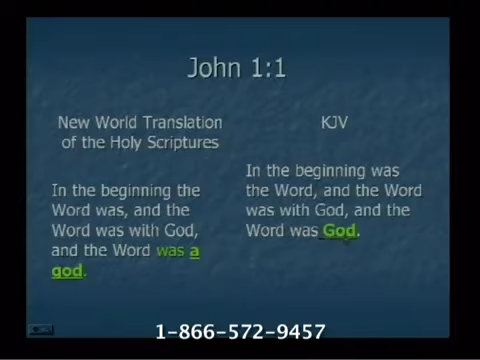 John 1:1
New World Translation
of the Holy Scriptures
In the beginning the
Word was, and the
Word was with God,
and the Word was a
god.
KJV
In the beginning was
the Word, and the Word
was with God, and the
Word was God.
1-866-572-9457